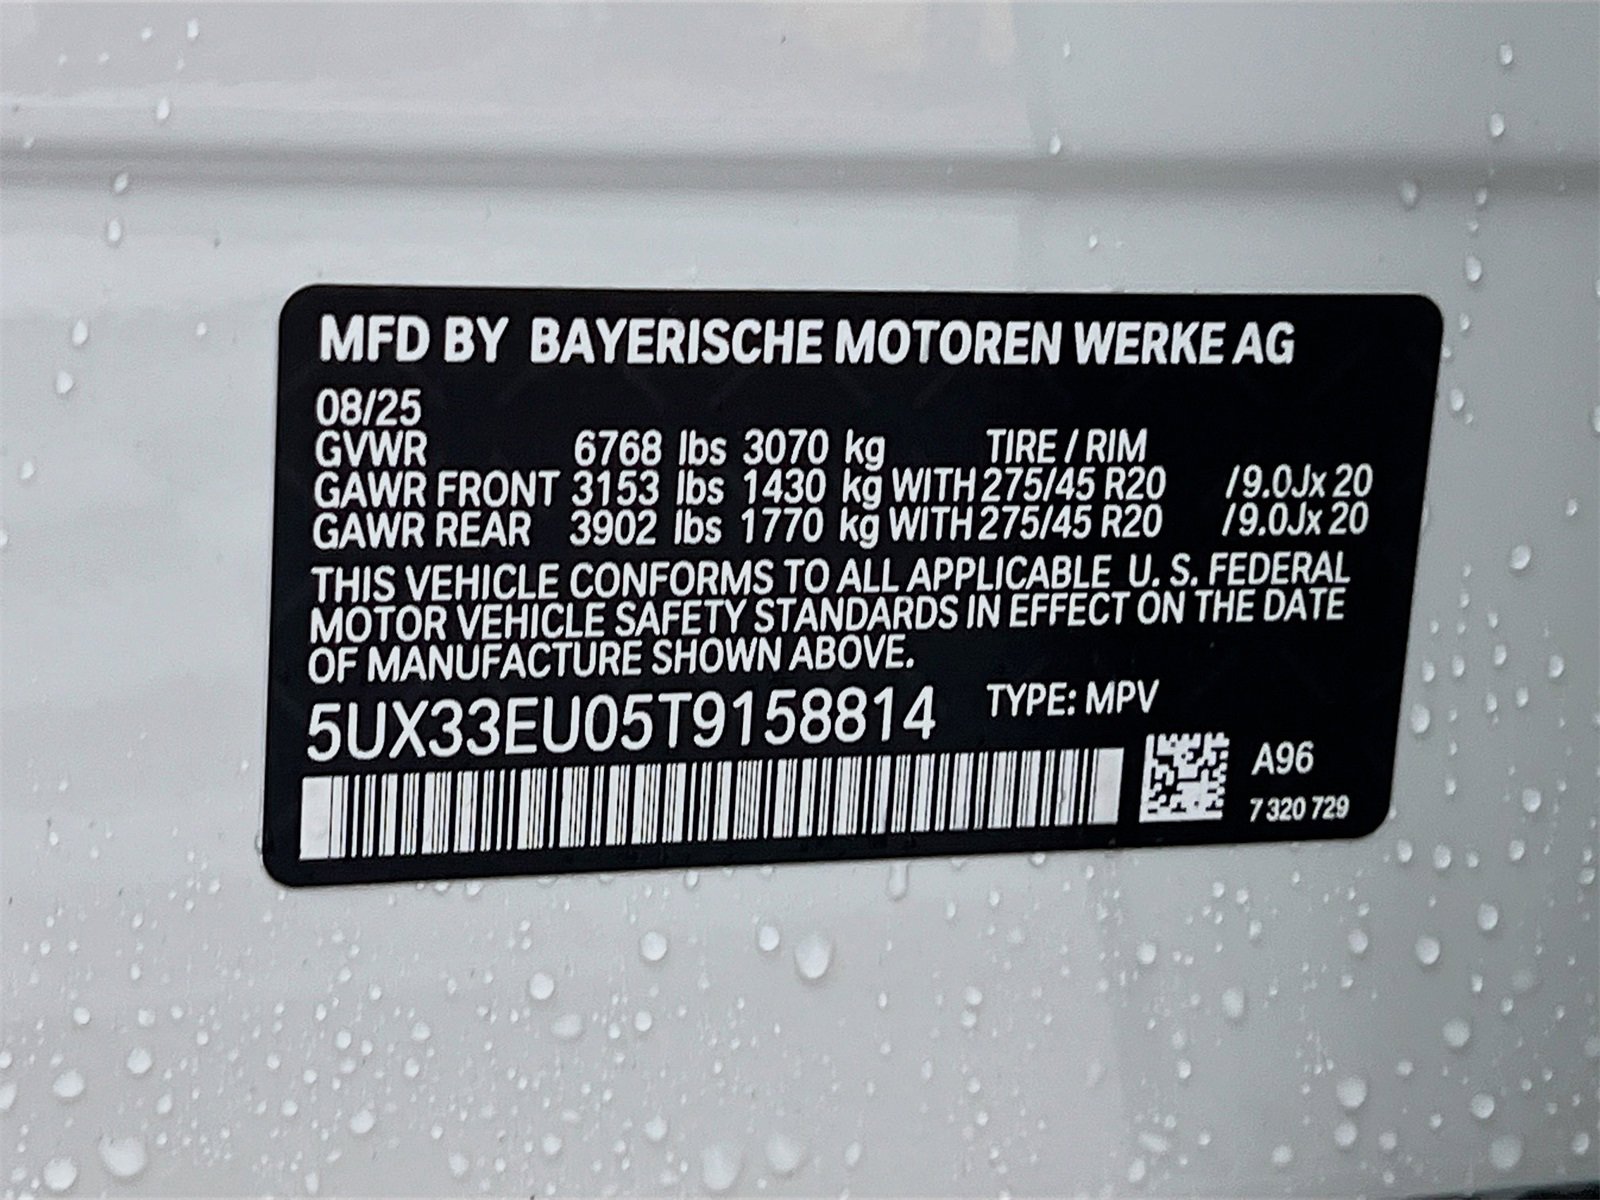 MFD BY BAYERISCHE MOTOREN WERKE AG
08/25
GVWR 6768 lbs 3070 kg TIRE / RIM
GAWR FRONT 3153 lbs 1430 kg WITH 275/45 R20 /9.0Jx 20
GAWR REAR 3902 lbs 1770 kg WITH 275/45 R20 /9.0Jx 20
THIS VEHICLE CONFORMS TO ALL APPLICABLE U. S. FEDERAL
MOTOR VEHICLE SAFETY STANDARDS IN EFFECT ON THE DATE
OF MANUFACTURE SHOWN ABOVE.
5UX33EU05T9158814 TYPE: MPV
A96
7 320 729